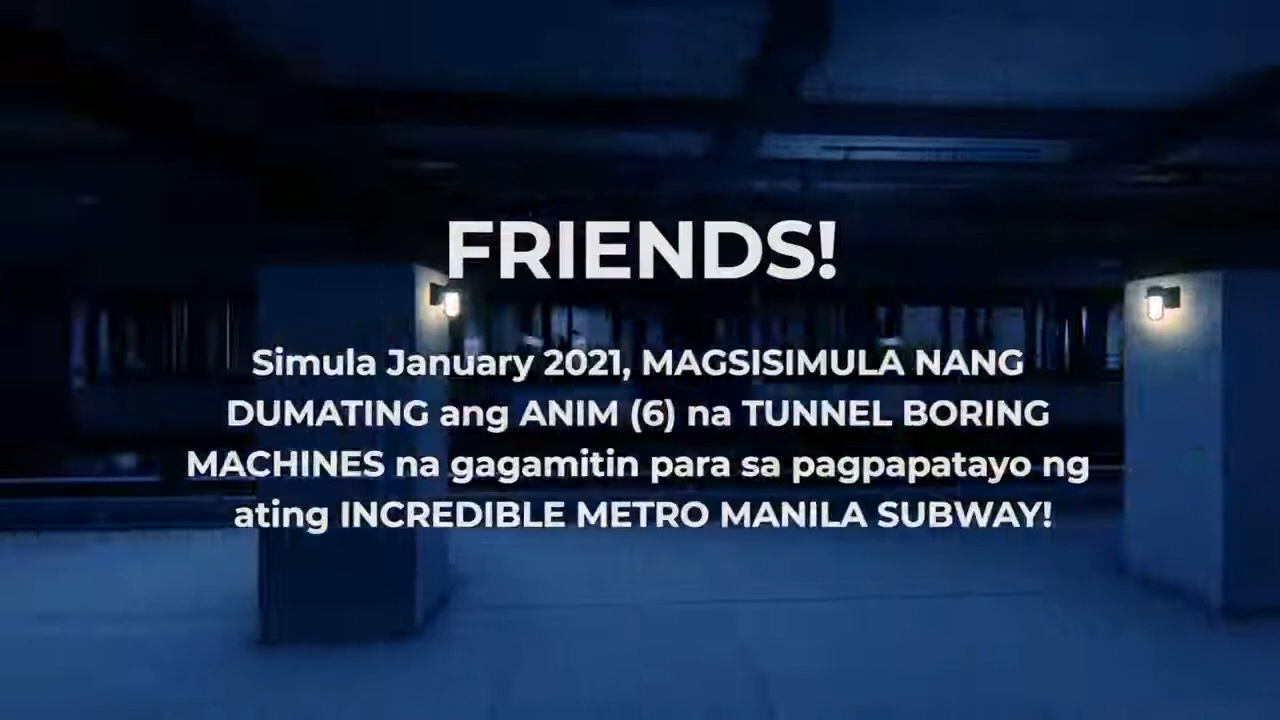 FRIENDS!
Simula January 2021, MAGSISIMULA NANG
DUMATING ang ANIM (6) na TUNNEL BORING
MACHINES na gagamitin para sa pagpapatayo ng
ating INCREDIBLE METRO MANILA SUBWAY!